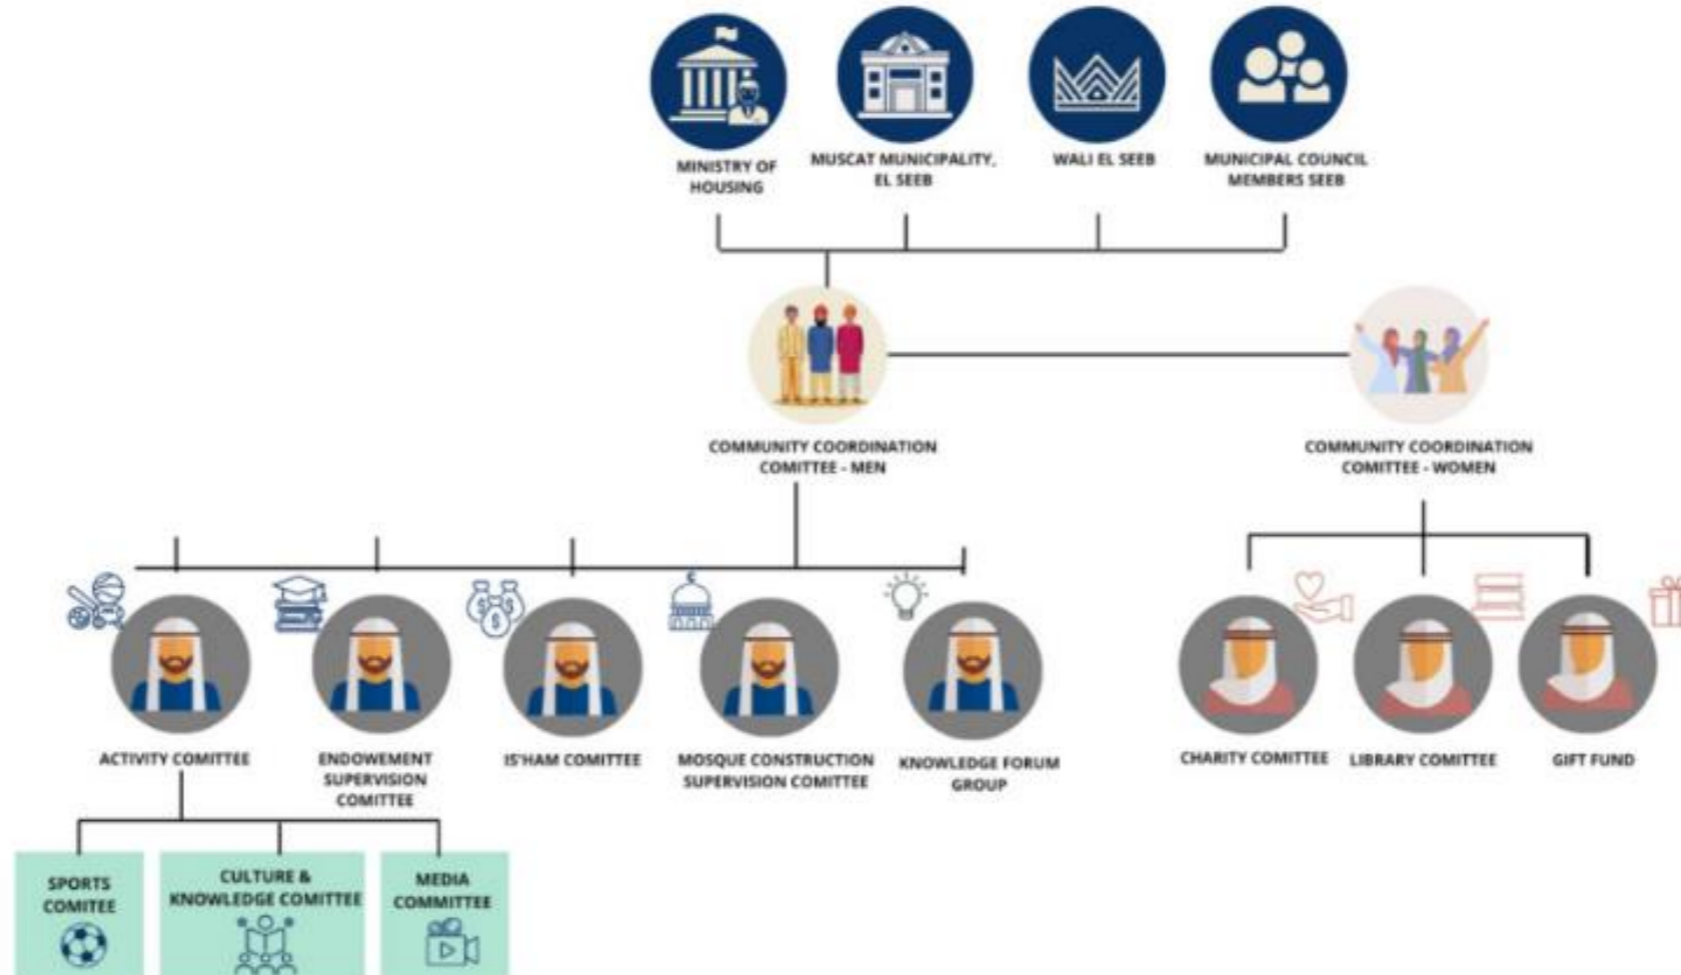 MINISTRY OF
HOUSING
MUSCAT MUNICIPALITY,
EL SEEB
WALI EL SEEB
MUNICIPAL COUNCIL
MEMBERS SEEB
COMMUNITY COORDINATION
COMITTEE - MEN
COMMUNITY COORDINATION
COMITTEE - WOMEN
ACTIVITY COMITTEE
ENDOWEMENT
SUPERVISION
COMITTEE
IS'HAM COMITTEE
MOSQUE CONSTRUCTION
SUPERVISION COMITTEE
KNOWLEDGE FORUM
GROUP
CHARITY COMITTEE
LIBRARY COMITTEE
GIFT FUND
SPORTS
COMITEE
CULTURE &
KNOWLEDGE COMITTEE
MEDIA
COMMITTEE